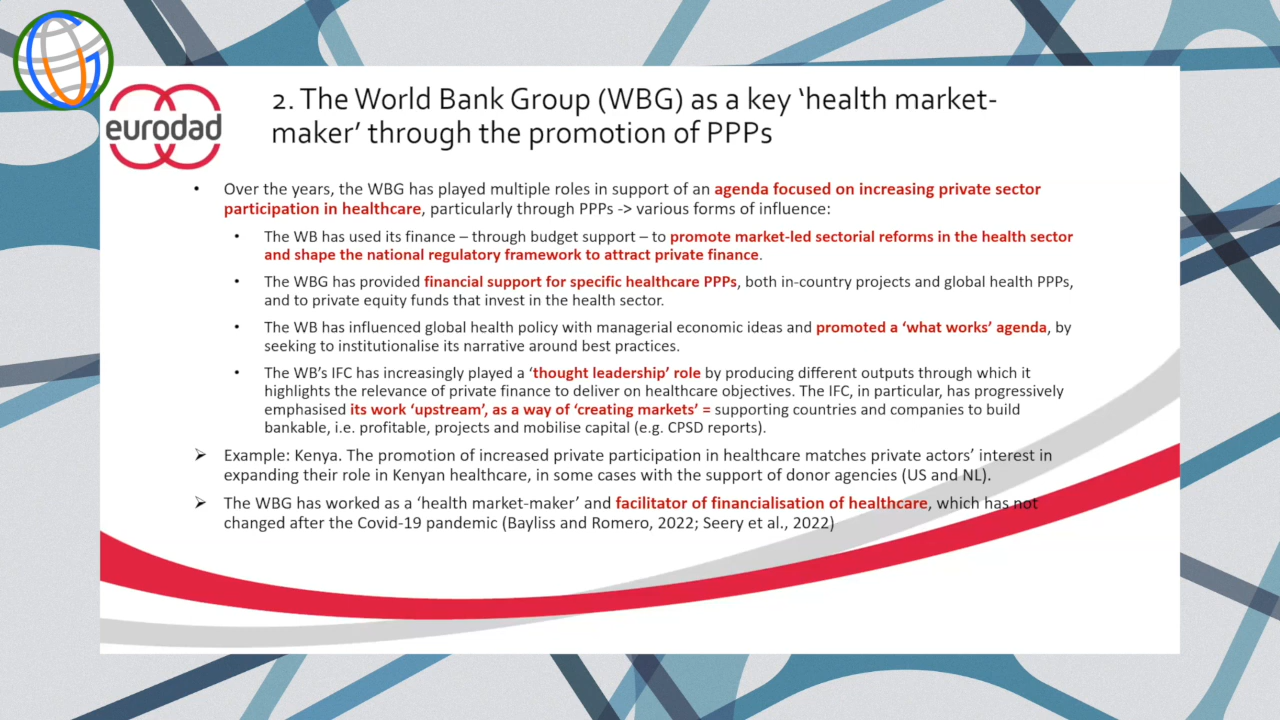 eurodad
2. The World Bank Group (WBG) as a key ‘health market-
maker’ through the promotion of PPPs
• Over the years, the WBG has played multiple roles in support of an agenda focused on increasing private sector
participation in healthcare, particularly through PPPs -> various forms of influence:
• The WB has used its finance – through budget support – to promote market-led sectorial reforms in the health sector
and shape the national regulatory framework to attract private finance.
• The WBG has provided financial support for specific healthcare PPPs, both in-country projects and global health PPPs,
and to private equity funds that invest in the health sector.
• The WB has influenced global health policy with managerial economic ideas and promoted a ‘what works’ agenda, by
seeking to institutionalise its narrative around best practices.
• The WB’s IFC has increasingly played a ‘thought leadership’ role by producing different outputs through which it
highlights the relevance of private finance to deliver on healthcare objectives. The IFC, in particular, has progressively
emphasised its work ‘upstream’, as a way of ‘creating markets’ = supporting countries and companies to build
bankable, i.e. profitable, projects and mobilise capital (e.g. CPSD reports).
➢ Example: Kenya. The promotion of increased private participation in healthcare matches private actors’ interest in
expanding their role in Kenyan healthcare, in some cases with the support of donor agencies (US and NL).
➢ The WBG has worked as a ‘health market-maker’ and facilitator of financialisation of healthcare, which has not
changed after the Covid-19 pandemic (Bayliss and Romero, 2022; Seery et al., 2022)